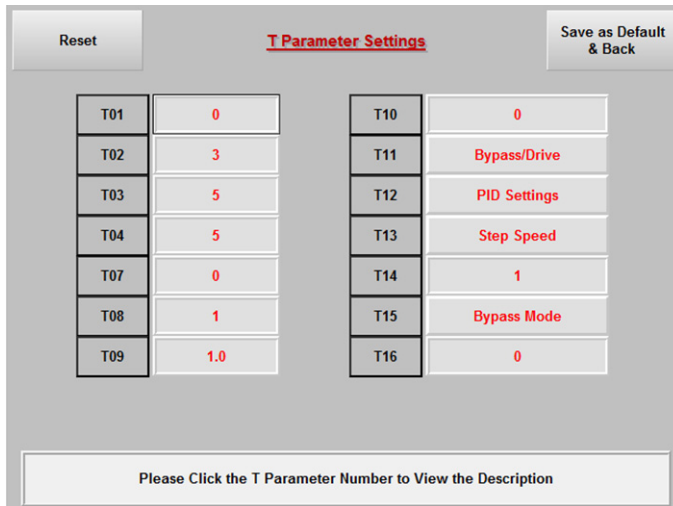 Reset
T Parameter Settings
Save as Default
& Back
T01 0 T10 0
T02 3 T11 Bypass/Drive
T03 5 T12 PID Settings
T04 5 T13 Step Speed
T07 0 T14 1
T08 1 T15 Bypass Mode
T09 1.0 T16 0
Please Click the T Parameter Number to View the Description